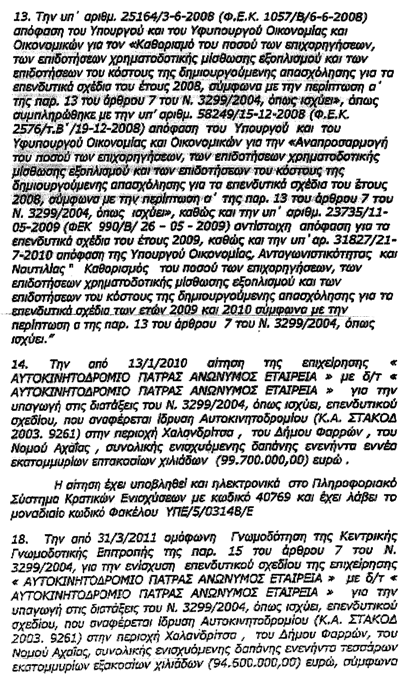 13. Την υπ' αριθμ. 25164/3-6-2008 (Φ.Ε.Κ. 1057/Β/6-6-2008)
απόφαση του Υπουργού και του Υφυπουργού Οικονομίας και
Οικονομικών για τον «Καθορισμό του ποσού των επιχορηγήσεων,
των επιδοτήσεων χρηματοδοτικής μίσθωσης εξοπλισμού και των
επιδοτήσεων του κόστους της δημιουργούμενης απασχόλησης για τα
επενδυτικά σχέδια του έτους 2008, σύμφωνα με την περίπτωση α΄
της παρ. 13 του άρθρου 7 του Ν. 3299/2004, όπως ισχύει», όπως
συμπληρώθηκε με την υπ' αριθμ. 58249/15-12-2008 (Φ.Ε.Κ.
2576/τ.Β΄/19-12-2008) απόφαση του Υπουργού και του
Υφυπουργού Οικονομίας και Οικονομικών για την «Αναπροσαρμογή
του ποσού των επιχορηγήσεων, των επιδοτήσεων χρηματοδοτικής
μίσθωσης εξοπλισμού και των επιδοτήσεων του κόστους της
δημιουργούμενης απασχόλησης για τα επενδυτικά σχέδια του έτους
2008, σύμφωνα με την περίπτωση α΄ της παρ. 13 του άρθρου 7 του
Ν. 3299/2004, όπως ισχύει», καθώς και την υπ' αριθμ. 23735/11-
05-2009 (ΦΕΚ 990/Β/ 26 – 05 - 2009) αντίστοιχη απόφαση για τα
επενδυτικά σχέδια του έτους 2009, καθώς και την υπ' αρ. 31827/21-
7-2010 απόφαση της Υπουργού Οικονομίας, Ανταγωνιστικότητας και
Ναυτιλίας " Καθορισμός του ποσού των επιχορηγήσεων, των
επιδοτήσεων χρηματοδοτικής μίσθωσης εξοπλισμού και των
επιδοτήσεων του κόστους της δημιουργούμενης απασχόλησης για τα
επενδυτικά σχέδια των ετών 2009 και 2010 σύμφωνα με την
περίπτωση α της παρ. 13 του άρθρου 7 του Ν. 3299/2004, όπως
ισχύει."
14. Την από 13/1/2010 αίτηση της επιχείρησης «
ΑΥΤΟΚΙΝΗΤΟΔΡΟΜΙΟ ΠΑΤΡΑΣ ΑΝΩΝΥΜΟΣ ΕΤΑΙΡΕΙΑ » με δ/τ «
ΑΥΤΟΚΙΝΗΤΟΔΡΟΜΙΟ ΠΑΤΡΑΣ ΑΝΩΝΥΜΟΣ ΕΤΑΙΡΕΙΑ » για την
υπαγωγή στις διατάξεις του Ν. 3299/2004, όπως ισχύει, επενδυτικού
σχεδίου, που αναφέρεται ίδρυση Αυτοκινητοδρομίου (Κ.Α. ΣΤΑΚΟΔ
2003. 9261) στην περιοχή Χαλανδρίτσα , του Δήμου Φαρρών , του
Νομού Αχαΐας , συνολικής ενισχυόμενης δαπάνης ενενήντα εννέα
εκατομμυρίων επτακοσίων χιλιάδων (99.700.000,00) ευρώ .
Η αίτηση έχει υποβληθεί και ηλεκτρονικά στο Πληροφοριακό
Σύστημα Κρατικών Ενισχύσεων με κωδικό 40769 και έχει λάβει το
μοναδιαίο κωδικό Φακέλου ΥΠΕ/5/03148/Ε
18. Την από 31/3/2011 ομόφωνη Γνωμοδότηση της Κεντρικής
Γνωμοδοτικής Επιτροπής της παρ. 15 του άρθρου 7 του Ν.
3299/2004, για την ενίσχυση επενδυτικού σχεδίου της επιχείρησης
« ΑΥΤΟΚΙΝΗΤΟΔΡΟΜΙΟ ΠΑΤΡΑΣ ΑΝΩΝΥΜΟΣ ΕΤΑΙΡΕΙΑ » με δ/τ «
ΑΥΤΟΚΙΝΗΤΟΔΡΟΜΙΟ ΠΑΤΡΑΣ ΑΝΩΝΥΜΟΣ ΕΤΑΙΡΕΙΑ » για την
υπαγωγή στις διατάξεις του Ν. 3299/2004, όπως ισχύει, επενδυτικού
σχεδίου, που αναφέρεται ίδρυση Αυτοκινητοδρομίου (Κ.Α. ΣΤΑΚΟΔ
2003. 9261) στην περιοχή Χαλανδρίτσα , του Δήμου Φαρρών, του
Νομού Αχαΐας, συνολικής ενισχυόμενης δαπάνης ενενήντα τεσσάρων
εκατομμυρίων εξακοσίων χιλιάδων (94.600.000,00) ευρώ, σύμφωνα